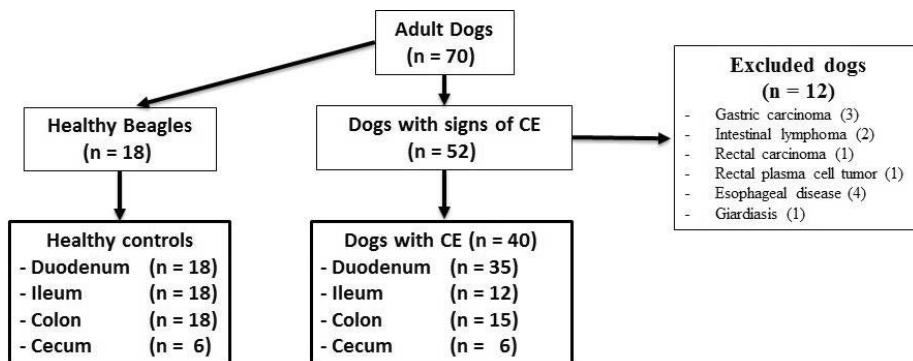 Adult Dogs
(n = 70)
Healthy Beagles
(n = 18)
Dogs with signs of CE
(n = 52)
Excluded dogs
(n = 12)
- Gastric carcinoma (3)
- Intestinal lymphoma (2)
- Rectal carcinoma (1)
- Rectal plasma cell tumor (1)
- Esophageal disease (4)
- Giardiasis (1)
Healthy controls
- Duodenum (n = 18)
- Ileum (n = 18)
- Colon (n = 18)
- Cecum (n = 6)
Dogs with CE (n = 40)
- Duodenum (n = 35)
- Ileum (n = 12)
- Colon (n = 15)
- Cecum (n = 6)